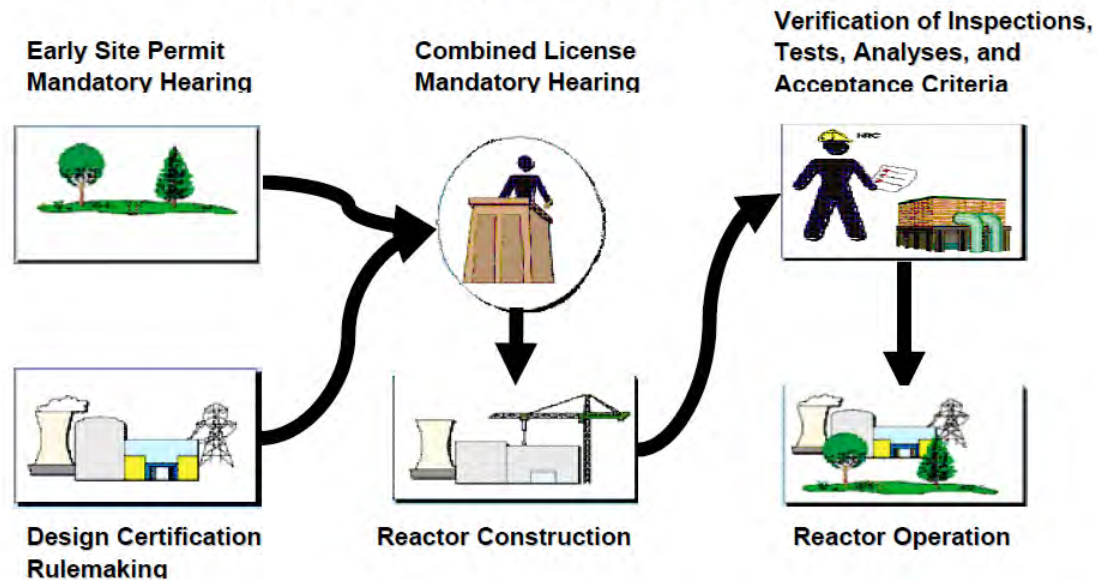 Early Site Permit
Mandatory Hearing
Combined License
Mandatory Hearing
Verification of Inspections,
Tests, Analyses, and
Acceptance Criteria
NRC
Design Certification
Rulemaking
Reactor Construction
Reactor Operation